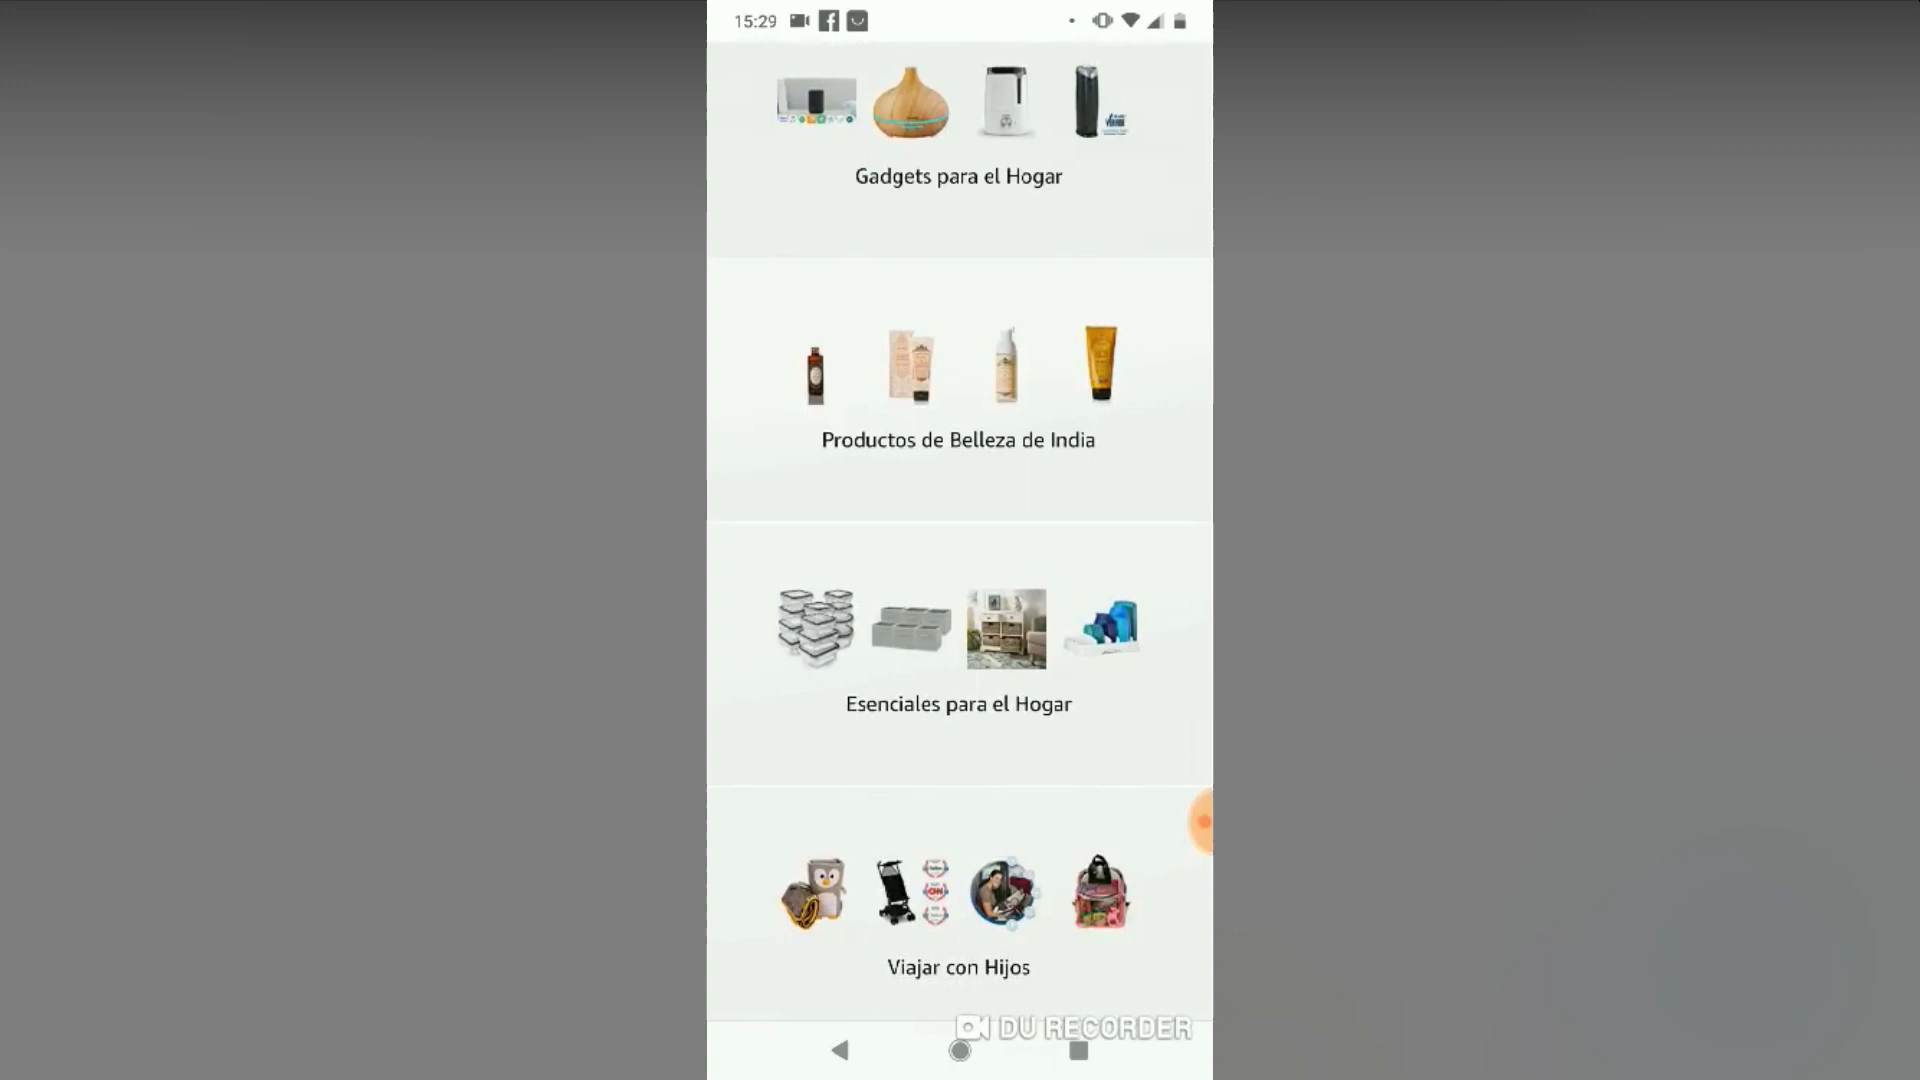 15:29
Gadgets para el Hogar
Productos de Belleza de India
Esenciales para el Hogar
CNN
Viajar con Hijos
DU RECORDER